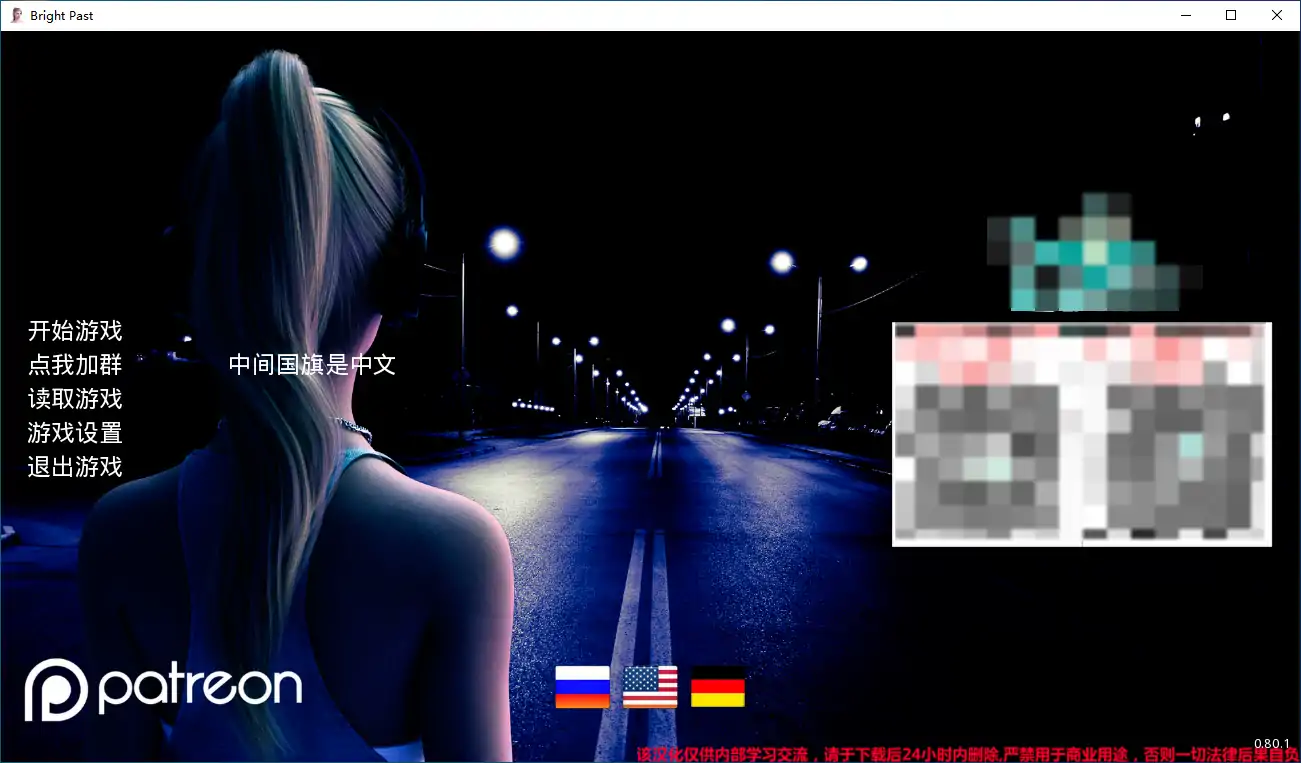 Bright Past
开始游戏
点我加群
中间国旗是中文
读取游戏
游戏设置
退出游戏
patreon
0.80.1
该汉化仅供内部学习交流，请于下载后24小时内删除,严禁用于商业用途，否则一切法律后果自负